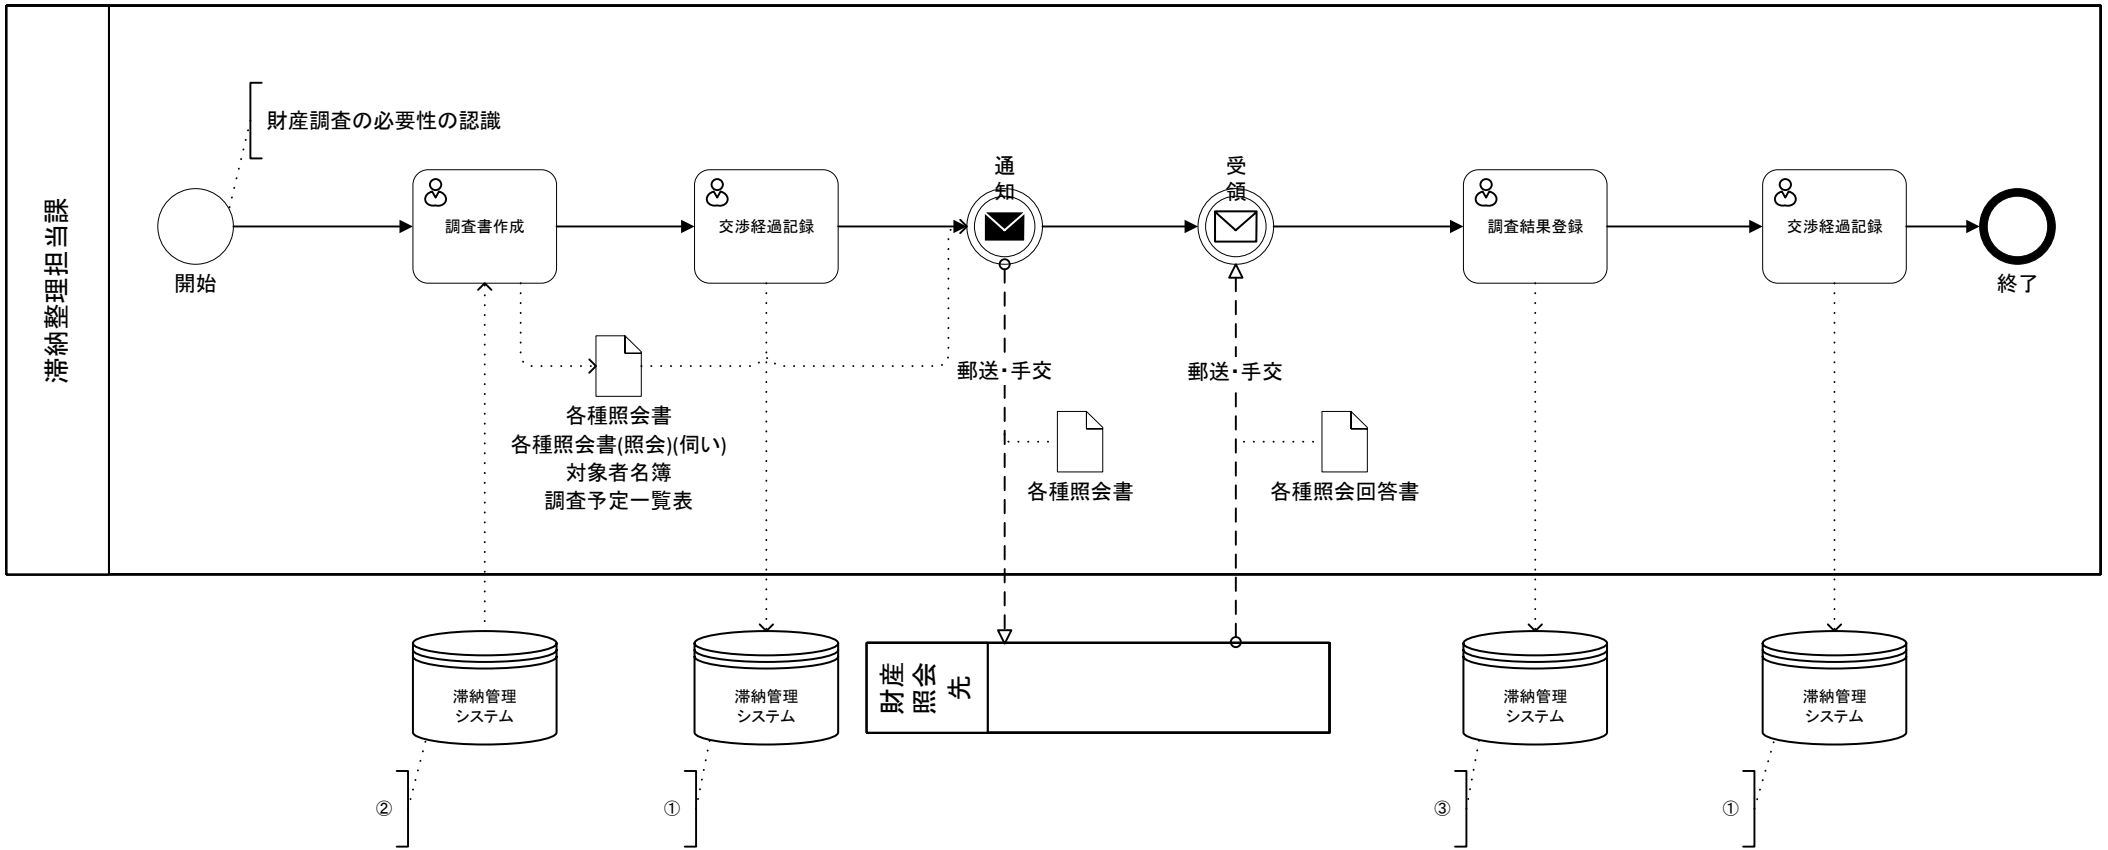 滞納整理担当課
財産調査の必要性の認識
開始
調査書作成
交渉経過記録
通
知
受
領
調査結果登録
交渉経過記録
終了
郵送・手交
郵送・手交
各種照会書
各種照会書(照会)(伺い)
対象者名簿
調査予定一覧表
各種照会書
各種照会回答書
滞納管理
システム
滞納管理
システム
財産
照会
先
滞納管理
システム
滞納管理
システム
②
①
③
①